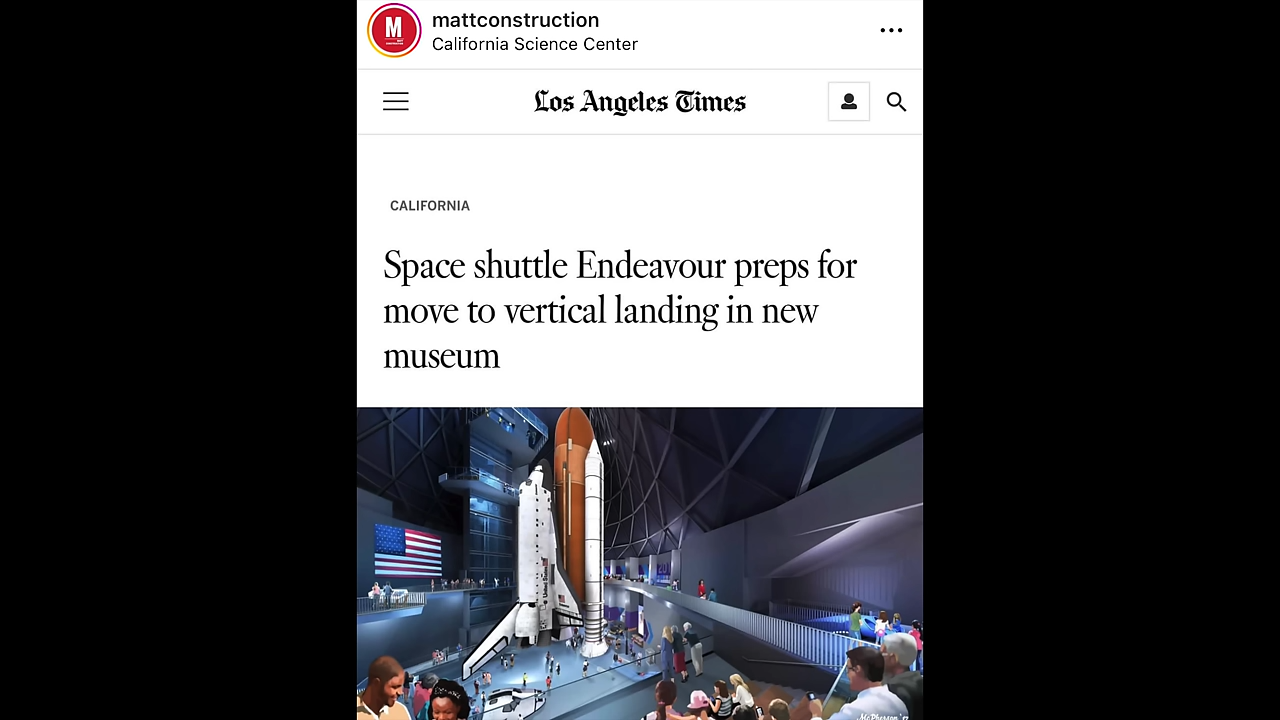 M
mattconstruction
California Science Center
Los Angeles Times
CALIFORNIA
Space shuttle Endeavour preps for
move to vertical landing in new
museum